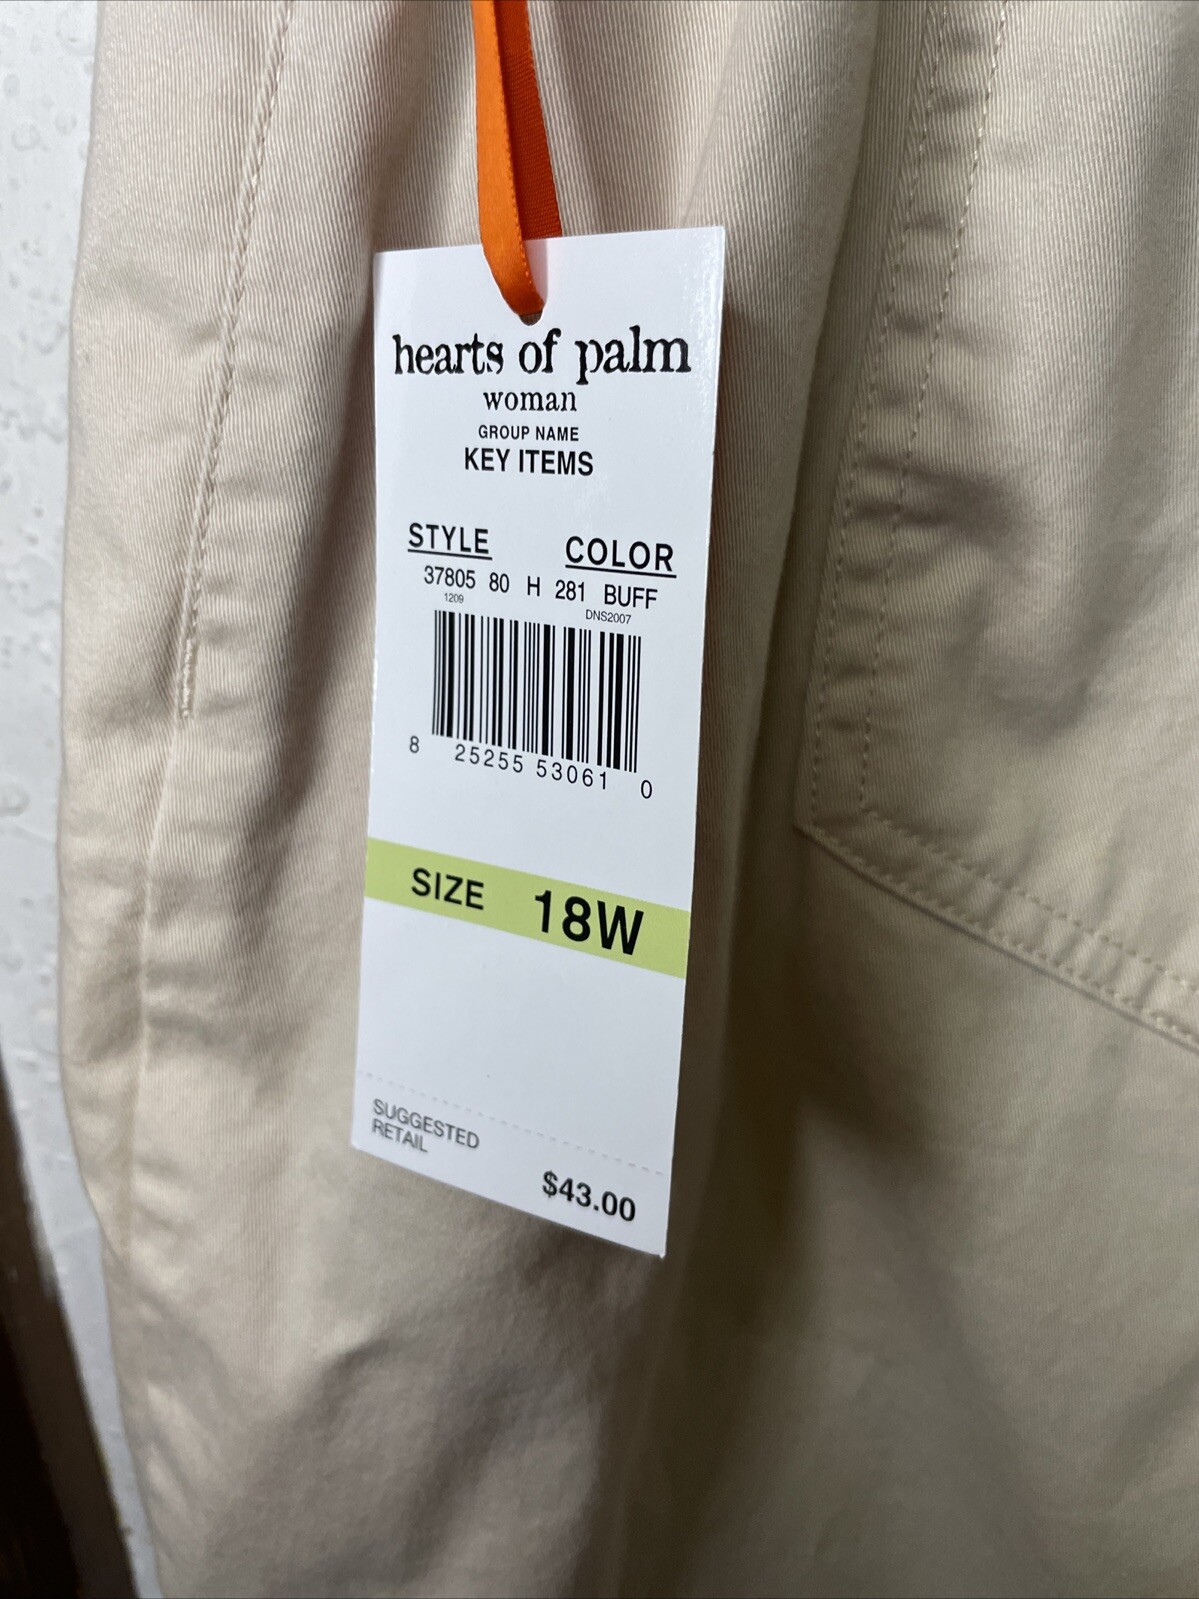 hearts of palm
woman
GROUP NAME
KEY ITEMS
STYLE COLOR
37805 80 H 281 BUFF
1209 DNS2007
8 25255 53061 0
SIZE 18W
SUGGESTED
RETAIL
$43.00